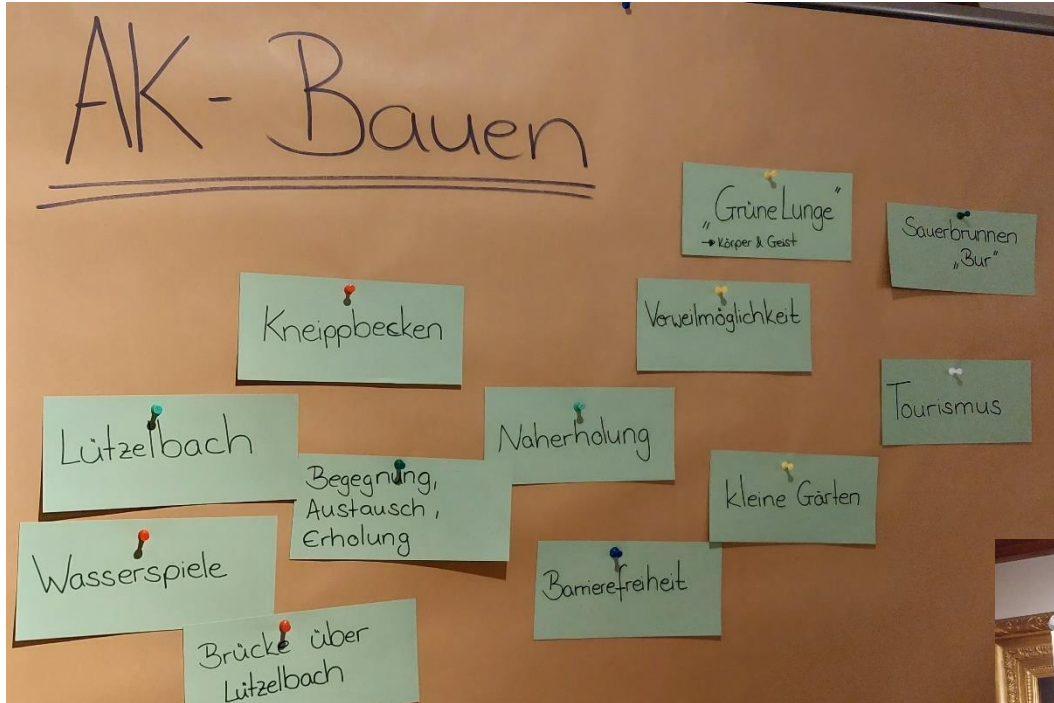 AK - Bauen
„Grüne Lunge"
→ Körper & Geist
Sauerbrunnen
„Bur"
Kneippbecken
Verweilmöglichkeit
Tourismus
Lützelbach
Naherholung
Begegnung,
Austausch,
Erholung
kleine Gärten
Wasserspiele
Barrierefreiheit
Brücke über
Lützelbach